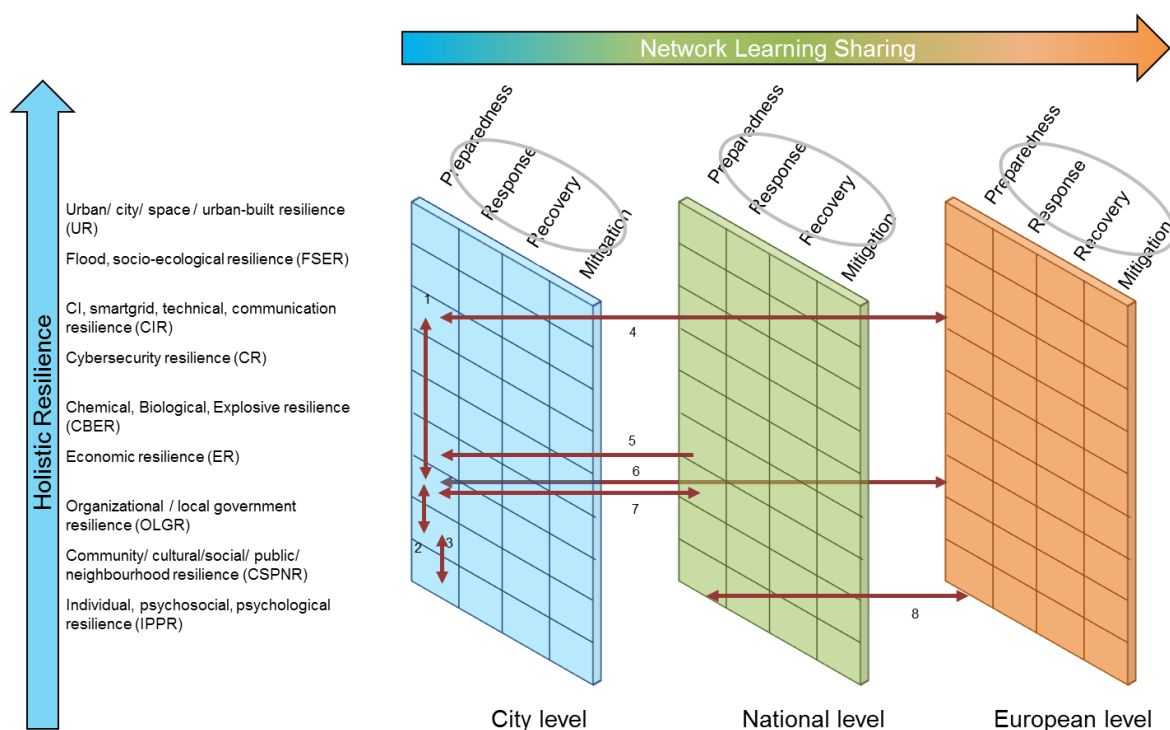 Network Learning Sharing
Holistic Resilience
Preparedness
Response
Recovery
Mitigation
Preparedness
Response
Recovery
Mitigation
Preparedness
Response
Recovery
Mitigation
Urban/ city/ space / urban-built resilience
(UR)
Flood, socio-ecological resilience (FSER)
CI, smartgrid, technical, communication
resilience (CIR)
Cybersecurity resilience (CR)
Chemical, Biological, Explosive resilience
(CBER)
Economic resilience (ER)
Organizational / local government
resilience (OLGR)
Community/ cultural/social/ public/
neighbourhood resilience (CSPNR)
Individual, psychosocial, psychological
resilience (IPPR)
1
4
5
6
7
2
3
8
City level
National level
European level